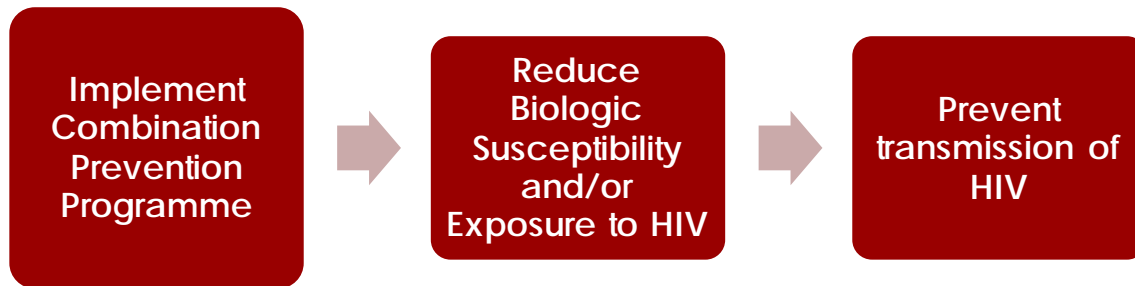 Implement
Combination
Prevention
Programme
Reduce
Biologic
Susceptibility
and/or
Exposure to HIV
Prevent
transmission of
HIV